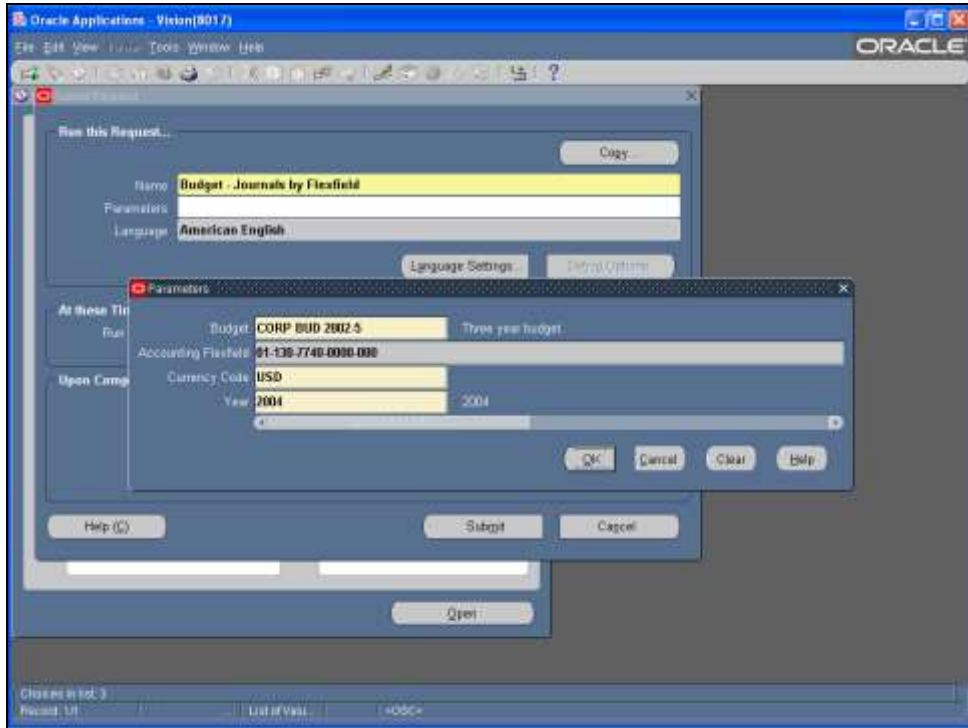 Oracle Applications - Vision(8017)
File Edit View Tools Window Help
ORACLE
?
Run this Request...
Copy...
Name Budget - Journals by Flexfield
Parameters
Language American English
Language Settings... Debug Options
Parameters
At these Tim
Run
Budget CORP BUD 2002-5 Three year budget
Accounting Flexfield 01-130-7740-0000-000
Upon Comp
Currency Code USD
Year 2004 2004
OK Cancel Clear Help
Help (C) Submit Cancel
Open
Choices in list: 3
Record: 1/1 ... List of Valu... <OSC>